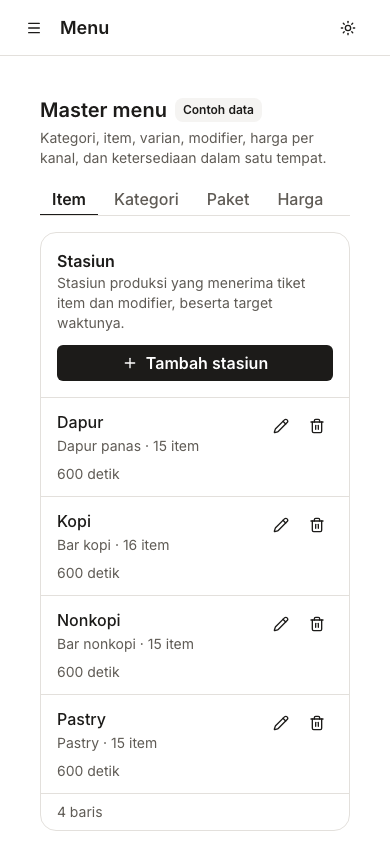 Menu
Master menu
Contoh data
Kategori, item, varian, modifier, harga per
kanal, dan ketersediaan dalam satu tempat.
Item
Kategori
Paket
Harga
Stasiun
Stasiun produksi yang menerima tiket
item dan modifier, beserta target
waktunya.
+ Tambah stasiun
Dapur
Dapur panas · 15 item
600 detik
Kopi
Bar kopi · 16 item
600 detik
Nonkopi
Bar nonkopi · 15 item
600 detik
Pastry
Pastry · 15 item
600 detik
4 baris